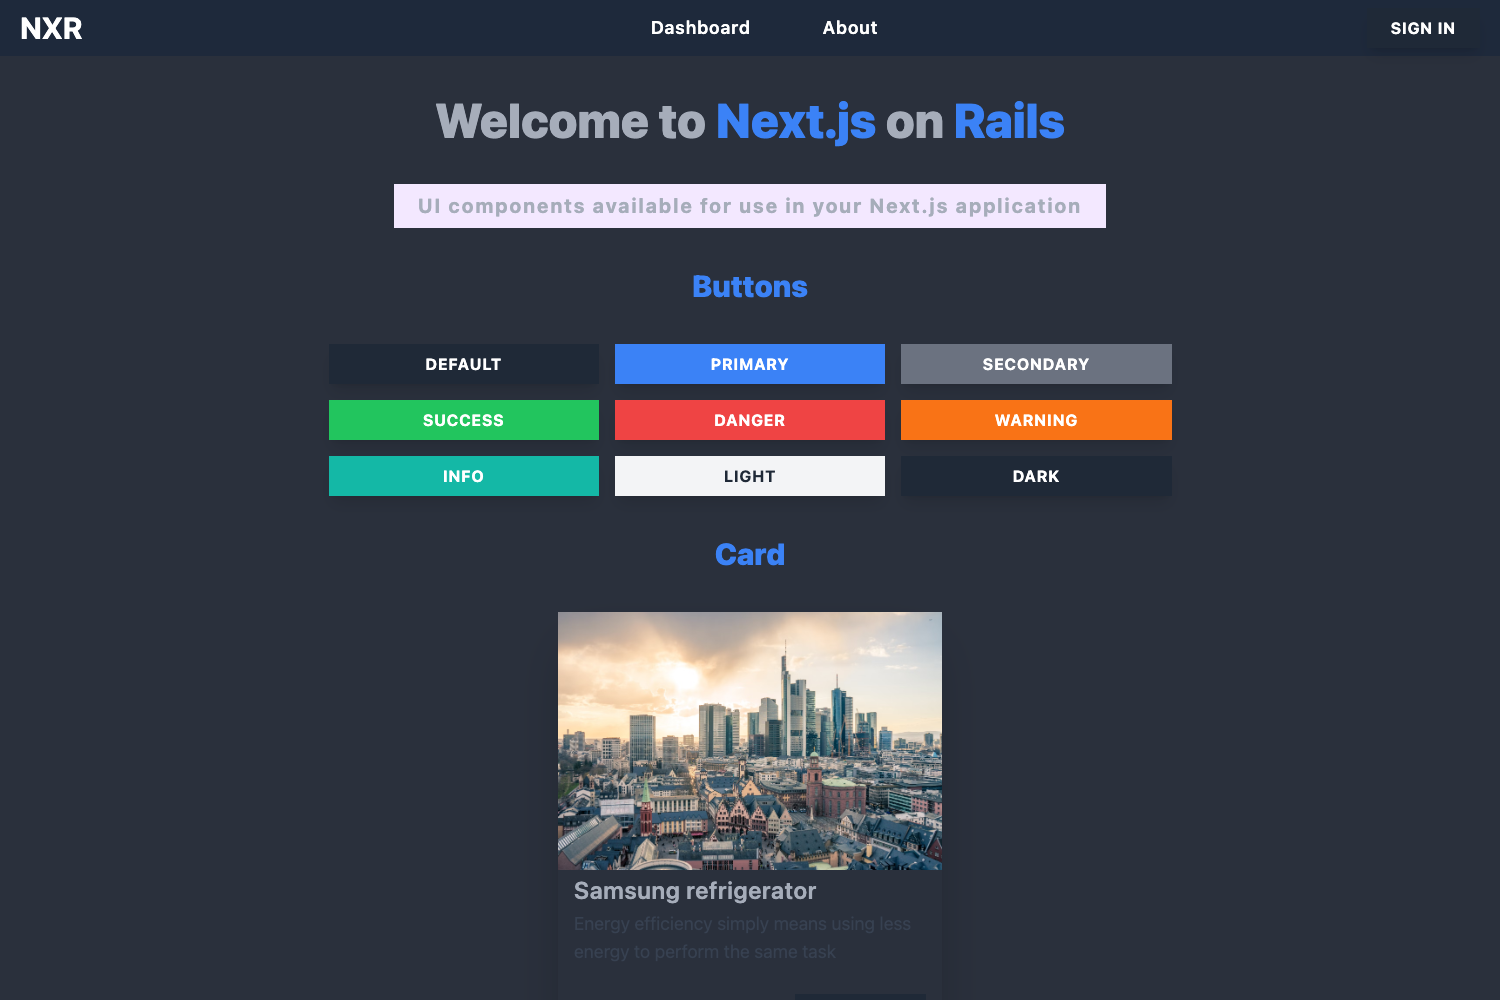 NXR
Dashboard
About
SIGN IN
Welcome to Next.js on Rails
UI components available for use in your Next.js application
Buttons
DEFAULT
PRIMARY
SECONDARY
SUCCESS
DANGER
WARNING
INFO
LIGHT
DARK
Card
Samsung refrigerator
Energy efficiency simply means using less
energy to perform the same task